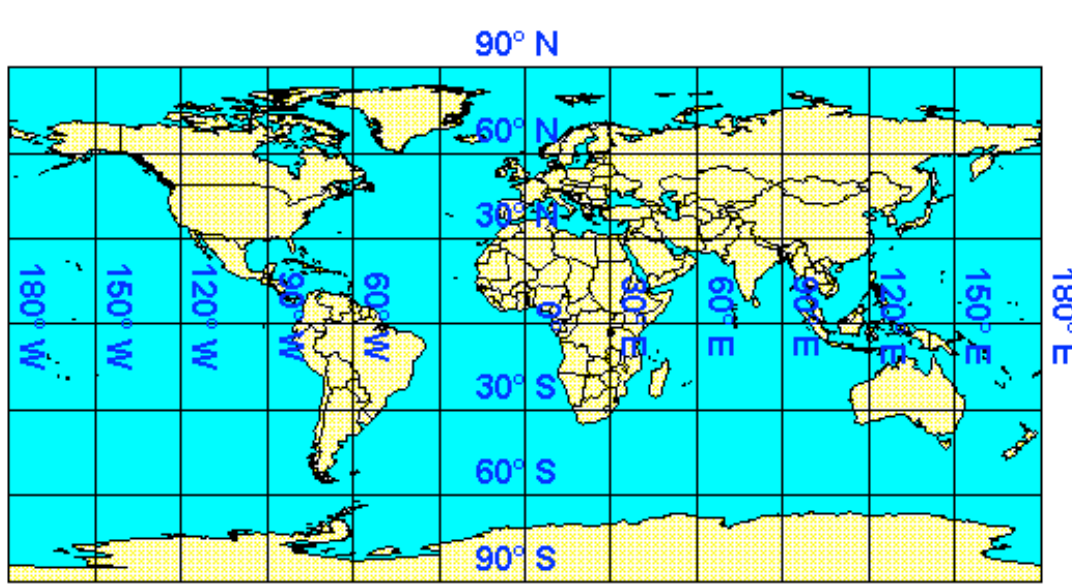 90° N
60° N
30° N
180° W
150° W
120° W
90° W
60° W
0°
30° E
60° E
90° E
120° E
150° E
180° E
30° S
60° S
90° S